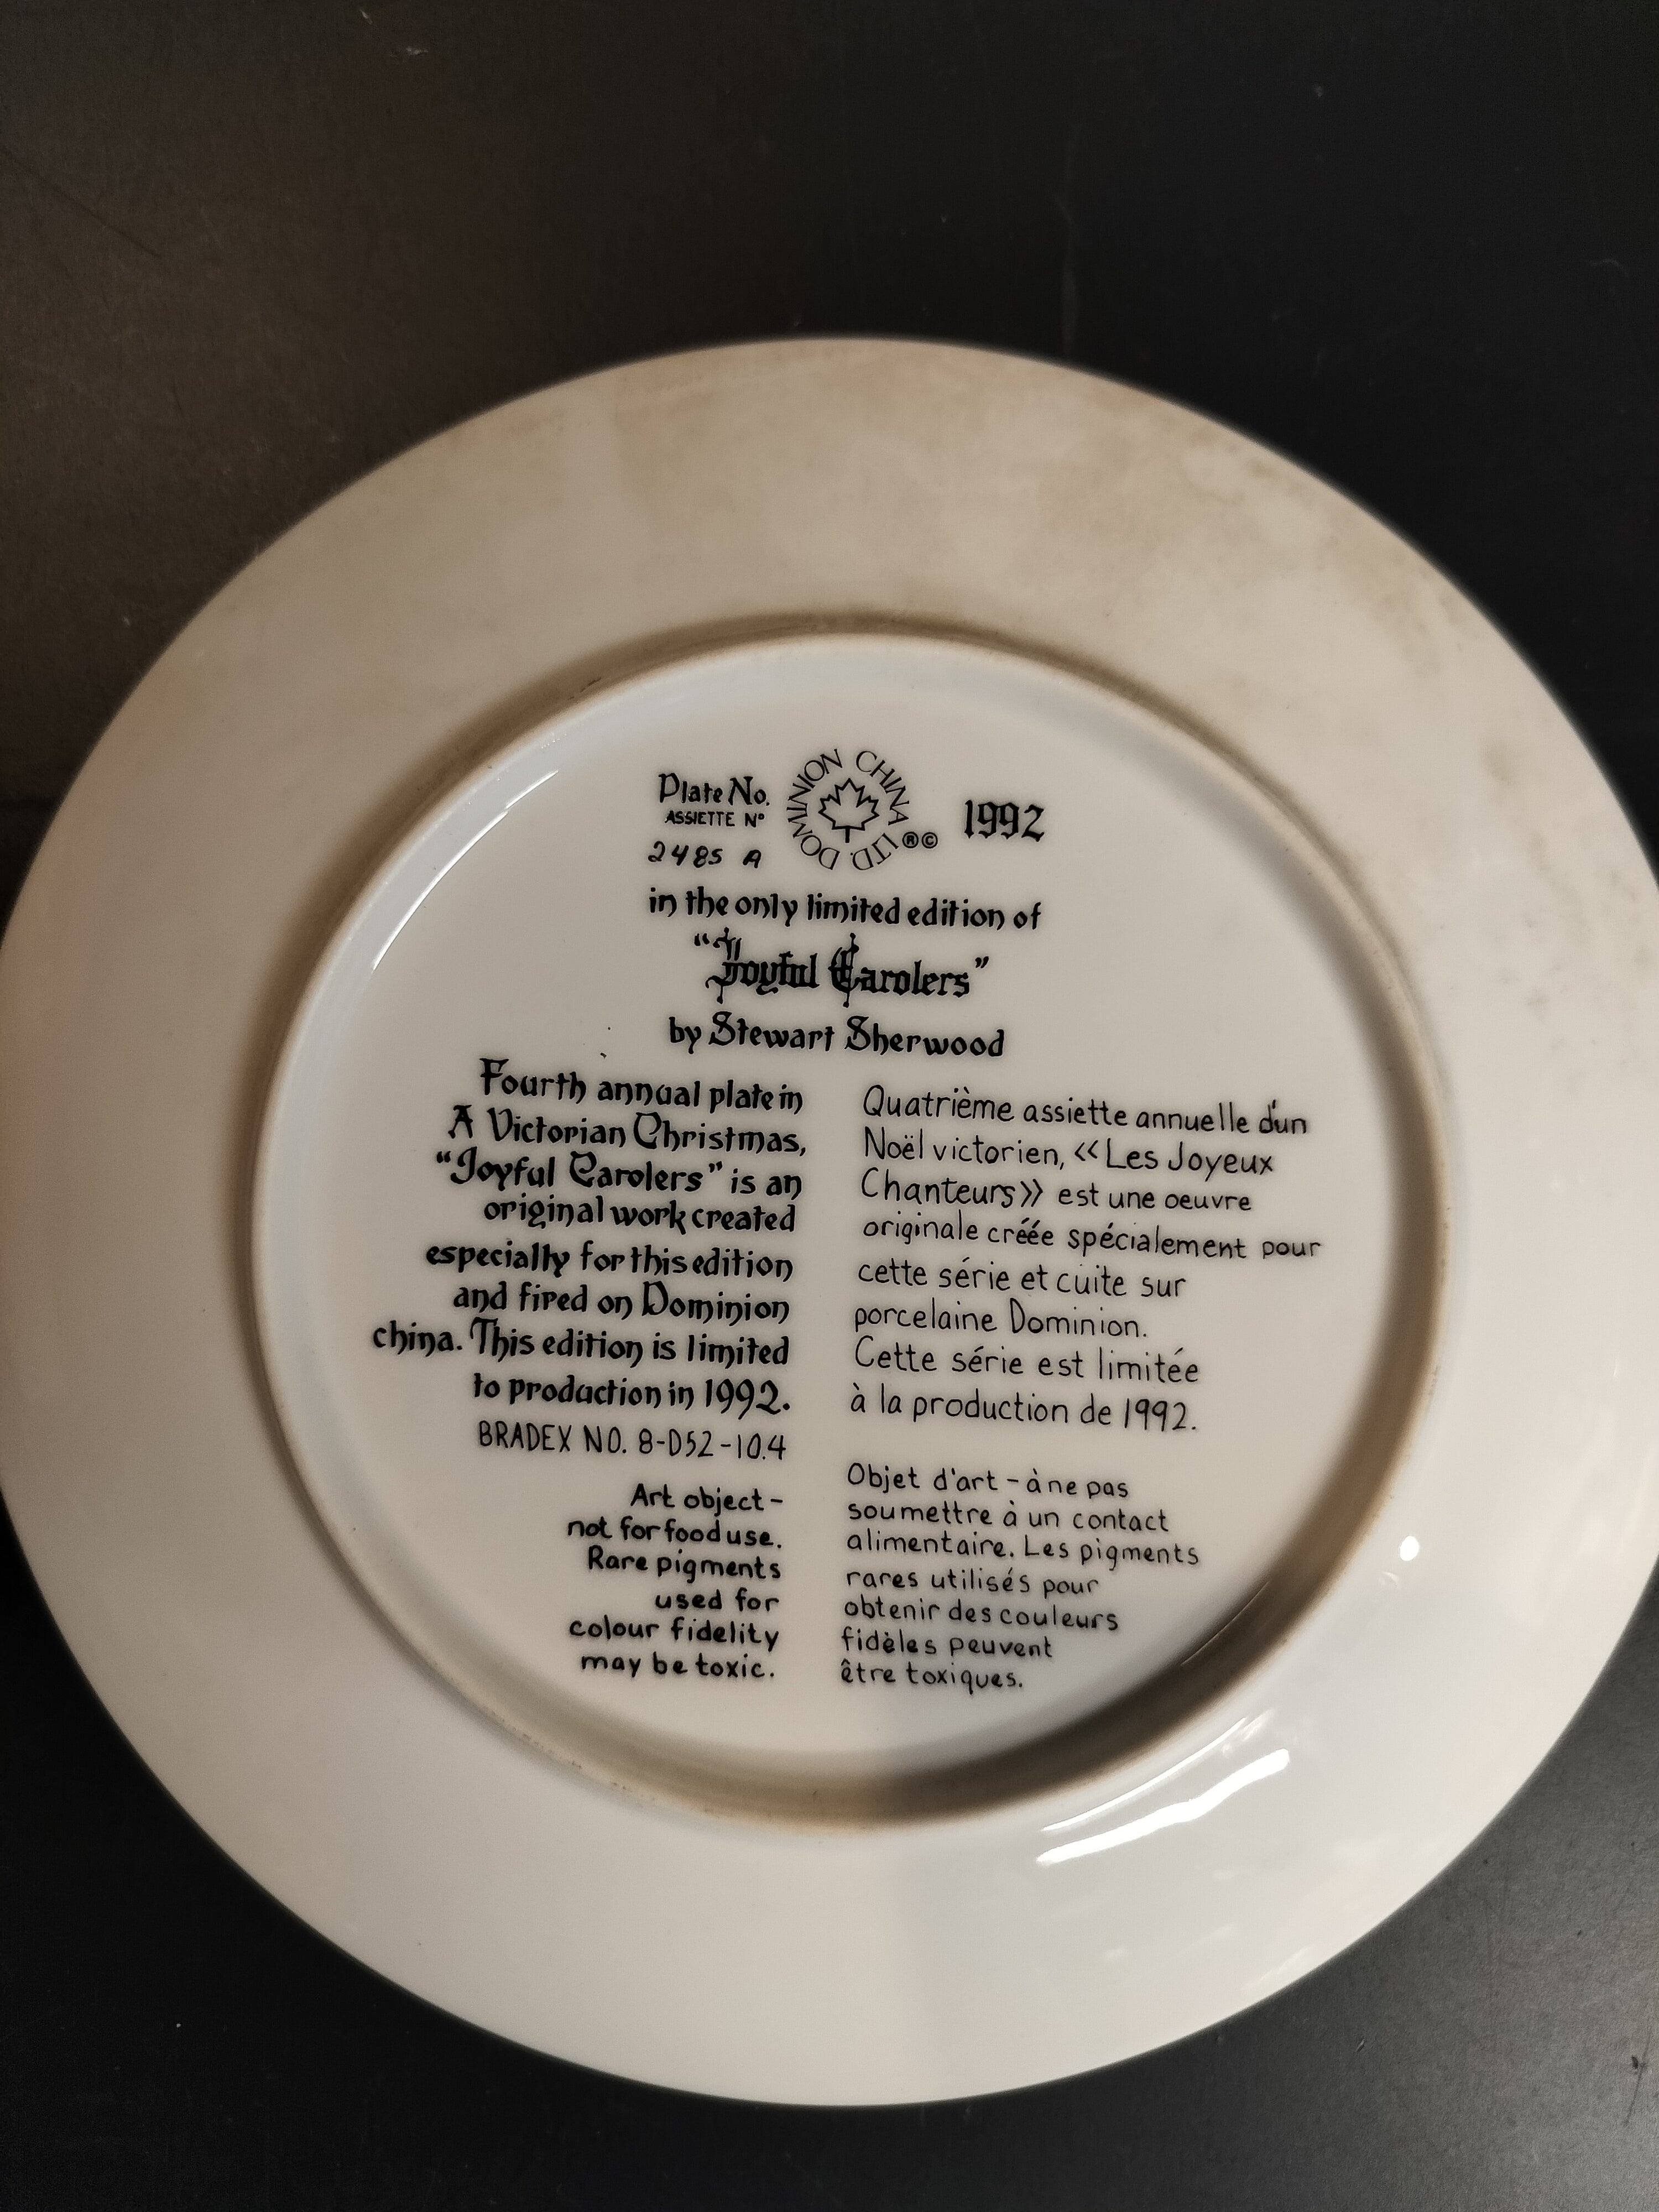 Plate No.
ASSIETTE No
2485 A
DOMINION CHINA LTD. ®©
1992
in the only limited edition of
"Joyful Carolers"
by Stewart Sherwood
Fourth annual plate in
A Victorian Christmas,
"Joyful Carolers" is an
original work created
especially for this edition
and fired on Dominion
china. This edition is limited
to production in 1992.
BRADEX NO. 8-D52-10.4
Art object-
not for food use.
Rare pigments
used for
colour fidelity
may be toxic.
Quatrième assiette annuelle d'un
Noël victorien, <<Les Joyeux
Chanteurs>> est une oeuvre
originale créée spécialement pour
cette série et cuite sur
porcelaine Dominion.
Cette série est limitée
à la production de 1992.
Objet d'art - à ne pas
soumettre à un contact
alimentaire. Les pigments
rares utilisés pour
obtenir des couleurs
fidèles peuvent
être toxiques.